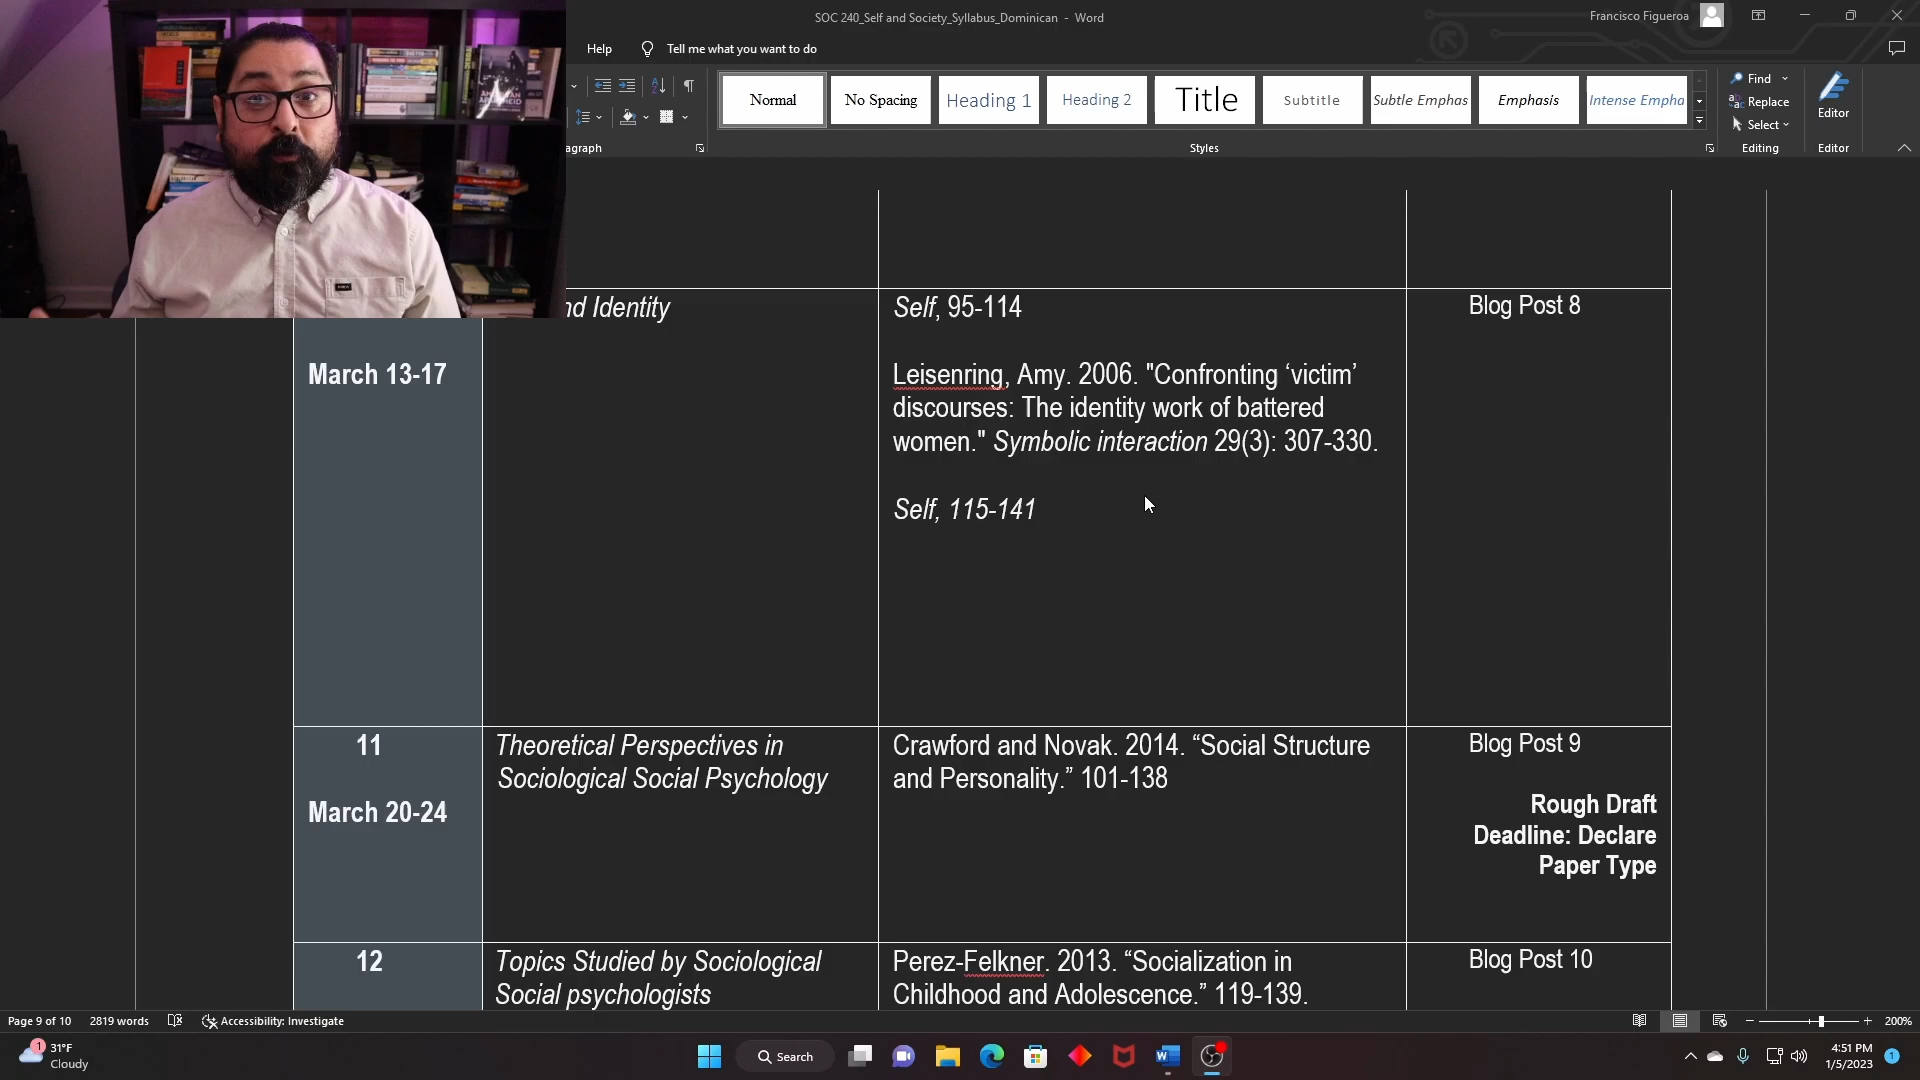 SOC 240_Self and Society_Syllabus_Dominican - Word
Francisco Figueroa
Help
Tell me what you want to do
Normal
No Spacing
Heading 1
Heading 2
Title
Subtitle
Subtle Emphas
Emphasis
Intense Empha
Find
Replace
Select
Editor
agraph
Styles
Editing
Editor
nd Identity
Self, 95-114
Blog Post 8
March 13-17
Leisenring, Amy. 2006. "Confronting ‘victim’
discourses: The identity work of battered
women." Symbolic interaction 29(3): 307-330.
Self, 115-141
11
March 20-24
Theoretical Perspectives in
Sociological Social Psychology
Crawford and Novak. 2014. “Social Structure
and Personality.” 101-138
Blog Post 9
Rough Draft
Deadline: Declare
Paper Type
12
Topics Studied by Sociological
Social psychologists
Perez-Felkner. 2013. “Socialization in
Childhood and Adolescence.” 119-139.
Blog Post 10
Page 9 of 10
2819 words
Accessibility: Investigate
200%
1
31°F
Cloudy
Search
4:51 PM
1/5/2023
1